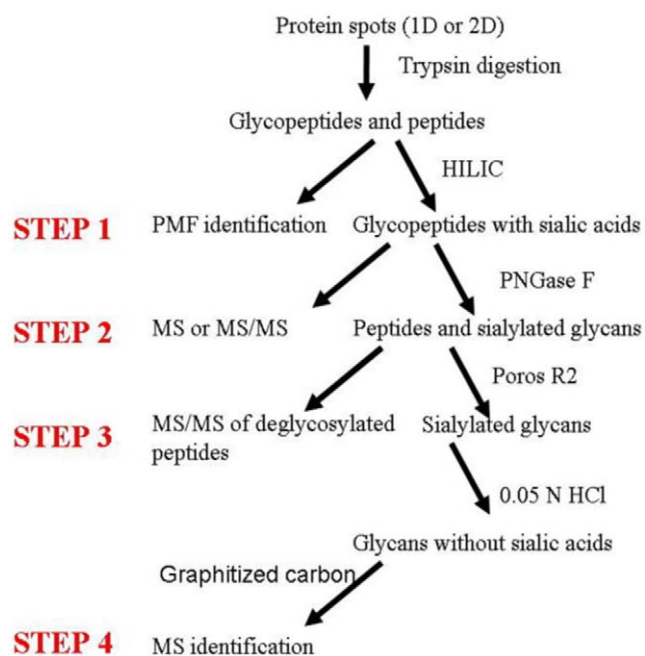 Protein spots (1D or 2D)
Trypsin digestion
Glycopeptides and peptides
HILIC
STEP 1
PMF identification
Glycopeptides with sialic acids
PNGase F
STEP 2
MS or MS/MS
Peptides and sialylated glycans
Poros R2
STEP 3
MS/MS of deglycosylated
peptides
Sialylated glycans
0.05 N HCl
Glycans without sialic acids
Graphitized carbon
STEP 4
MS identification